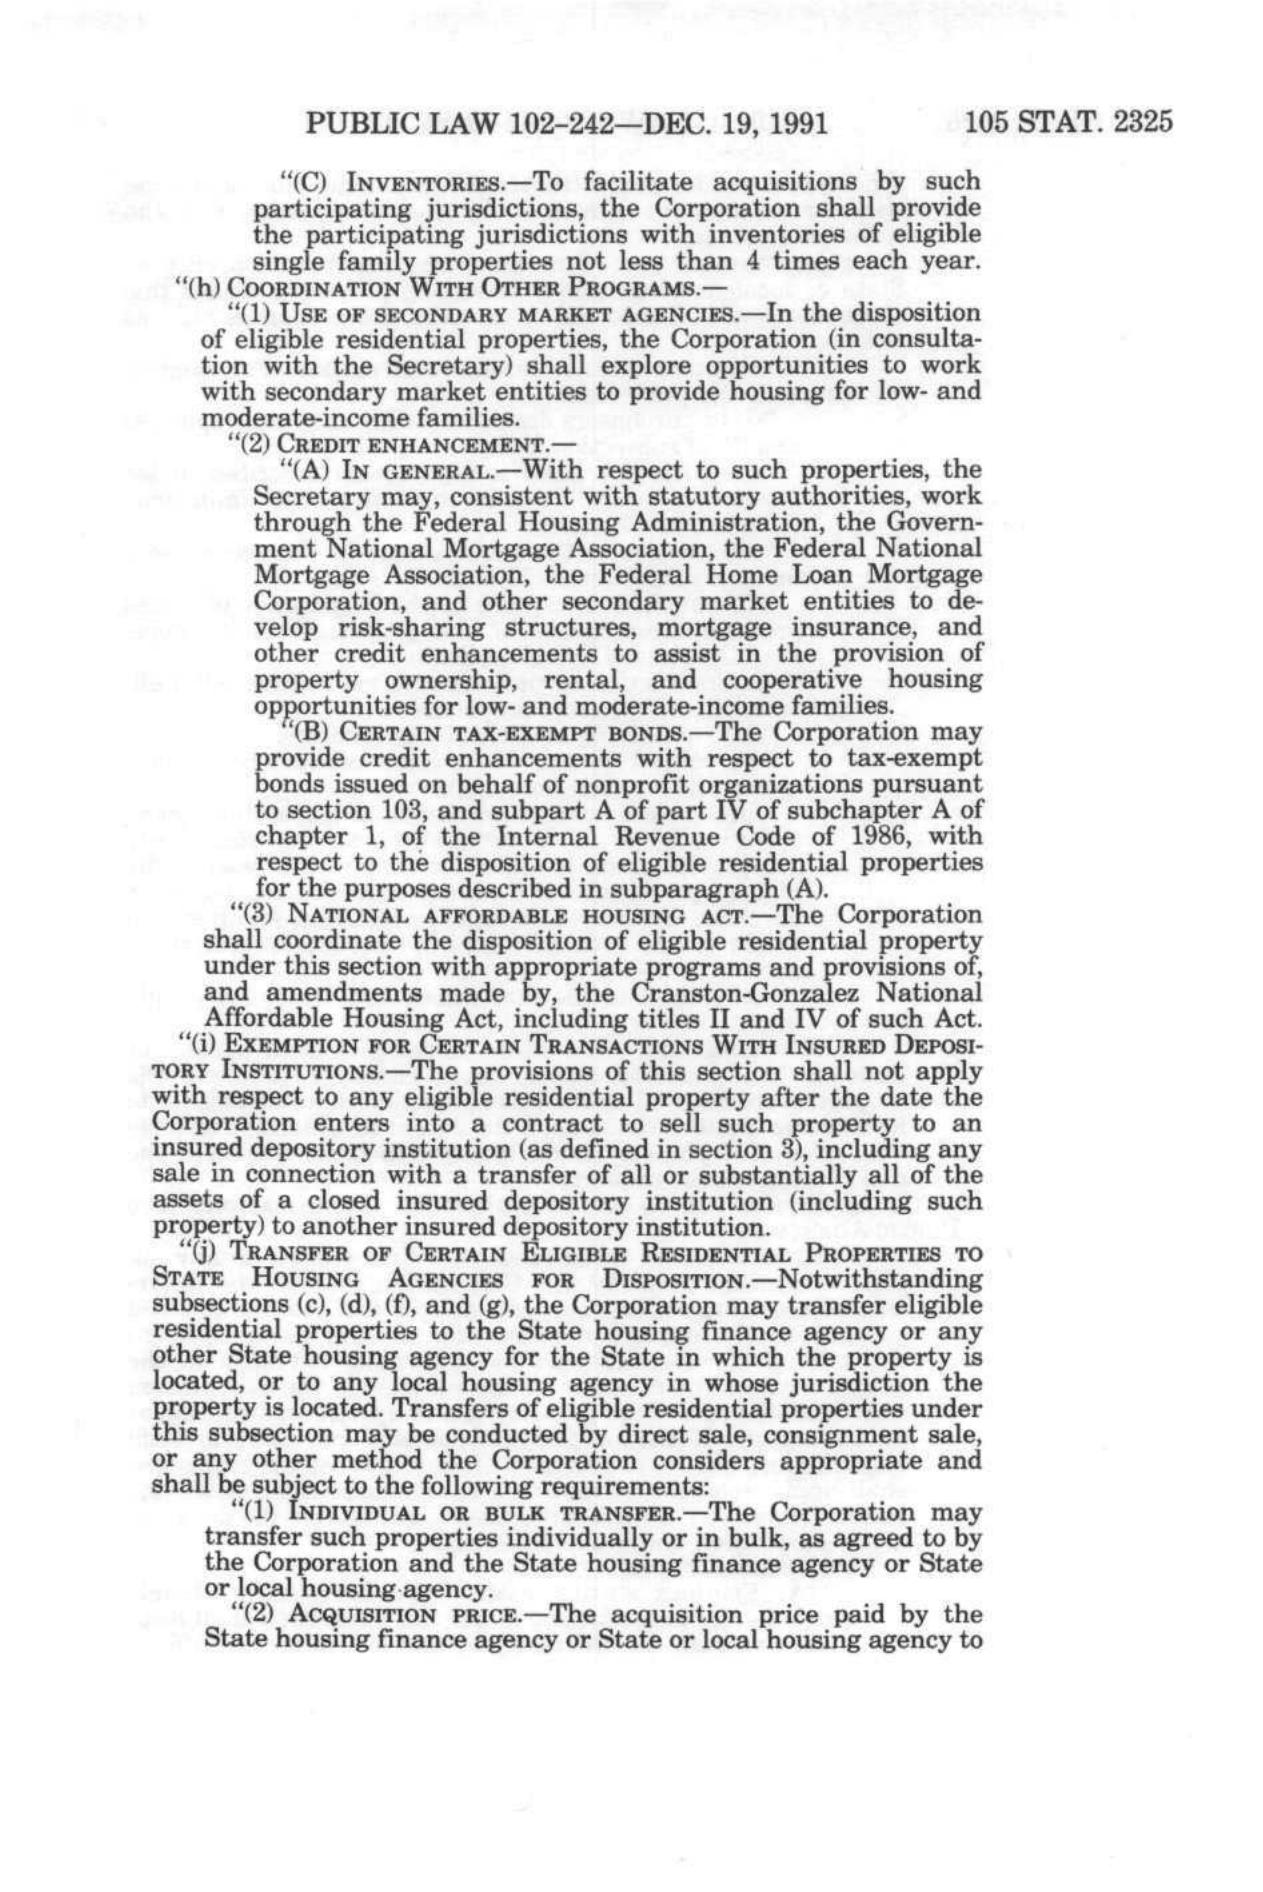 PUBLIC LAW 102-242—DEC. 19, 1991 105 STAT. 2325
“(C) INVENTORIES.—To facilitate acquisitions by such
participating jurisdictions, the Corporation shall provide
the participating jurisdictions with inventories of eligible
single family properties not less than 4 times each year.
“(h) COORDINATION WITH OTHER PROGRAMS.—
“(1) USE OF SECONDARY MARKET AGENCIES.—In the disposition
of eligible residential properties, the Corporation (in consulta-
tion with the Secretary) shall explore opportunities to work
with secondary market entities to provide housing for low- and
moderate-income families.
“(2) CREDIT ENHANCEMENT.—
“(A) IN GENERAL.—With respect to such properties, the
Secretary may, consistent with statutory authorities, work
through the Federal Housing Administration, the Govern-
ment National Mortgage Association, the Federal National
Mortgage Association, the Federal Home Loan Mortgage
Corporation, and other secondary market entities to de-
velop risk-sharing structures, mortgage insurance, and
other credit enhancements to assist in the provision of
property ownership, rental, and cooperative housing
opportunities for low- and moderate-income families.
“(B) CERTAIN TAX-EXEMPT BONDS.—The Corporation may
provide credit enhancements with respect to tax-exempt
bonds issued on behalf of nonprofit organizations pursuant
to section 103, and subpart A of part IV of subchapter A of
chapter 1, of the Internal Revenue Code of 1986, with
respect to the disposition of eligible residential properties
for the purposes described in subparagraph (A).
“(3) NATIONAL AFFORDABLE HOUSING ACT.—The Corporation
shall coordinate the disposition of eligible residential property
under this section with appropriate programs and provisions of,
and amendments made by, the Cranston-Gonzalez National
Affordable Housing Act, including titles II and IV of such Act.
“(i) EXEMPTION FOR CERTAIN TRANSACTIONS WITH INSURED DEPOSI-
TORY INSTITUTIONS.—The provisions of this section shall not apply
with respect to any eligible residential property after the date the
Corporation enters into a contract to sell such property to an
insured depository institution (as defined in section 3), including any
sale in connection with a transfer of all or substantially all of the
assets of a closed insured depository institution (including such
property) to another insured depository institution.
“(j) TRANSFER OF CERTAIN ELIGIBLE RESIDENTIAL PROPERTIES TO
STATE HOUSING AGENCIES FOR DISPOSITION.—Notwithstanding
subsections (c), (d), (f), and (g), the Corporation may transfer eligible
residential properties to the State housing finance agency or any
other State housing agency for the State in which the property is
located, or to any local housing agency in whose jurisdiction the
property is located. Transfers of eligible residential properties under
this subsection may be conducted by direct sale, consignment sale,
or any other method the Corporation considers appropriate and
shall be subject to the following requirements:
“(1) INDIVIDUAL OR BULK TRANSFER.—The Corporation may
transfer such properties individually or in bulk, as agreed to by
the Corporation and the State housing finance agency or State
or local housing agency.
“(2) ACQUISITION PRICE.—The acquisition price paid by the
State housing finance agency or State or local housing agency to